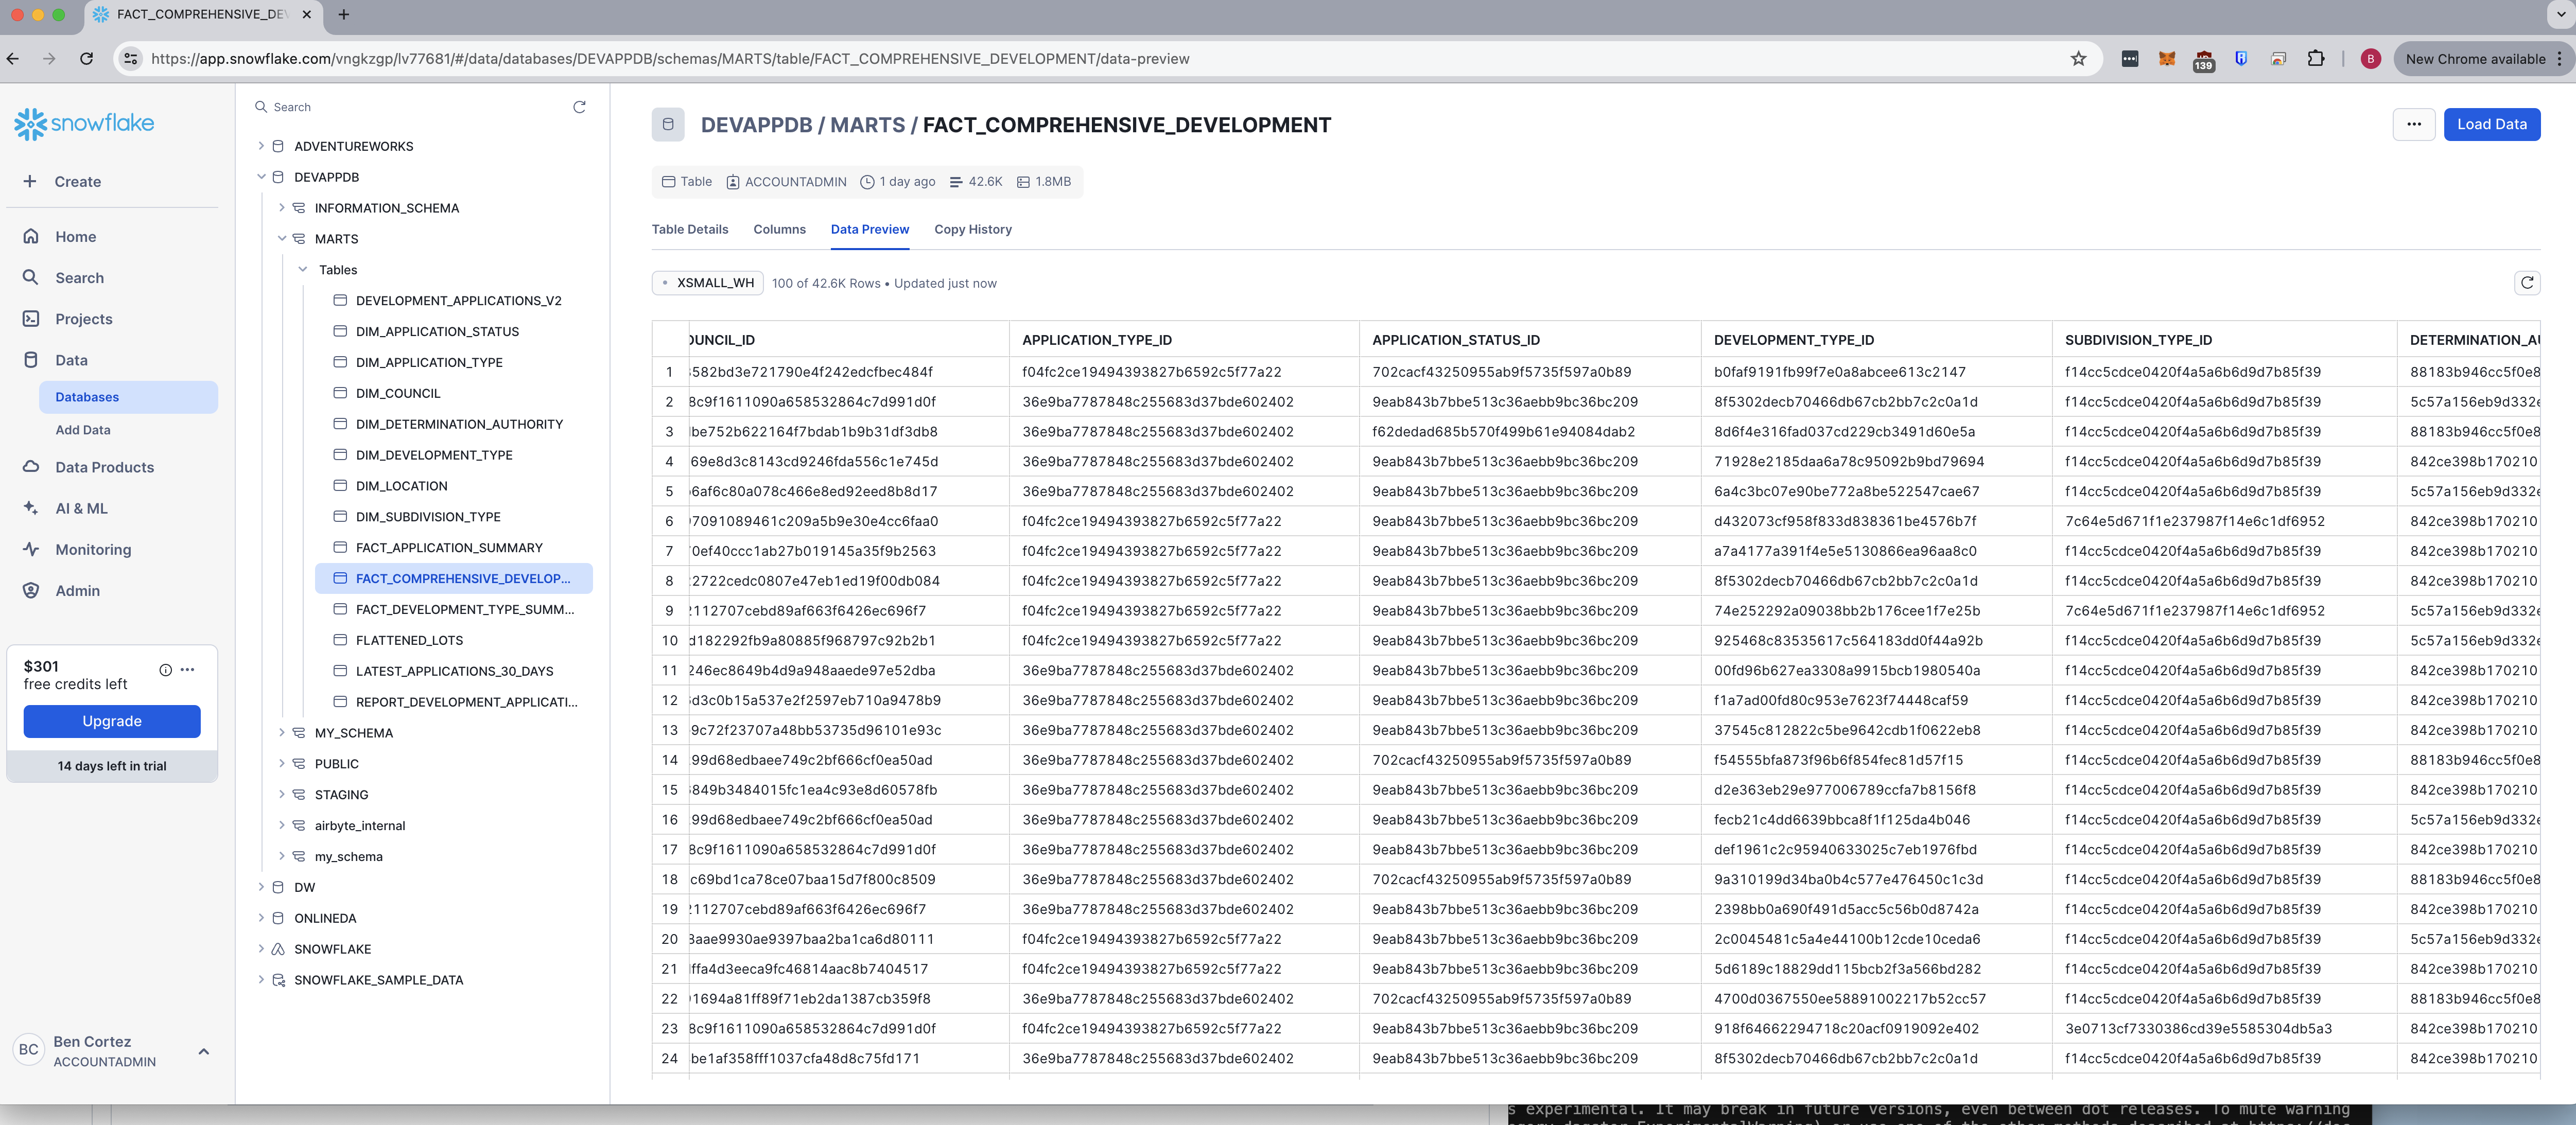 FACT_COMPREHENSIVE_DEV
https://app.snowflake.com/vngkzgp/lv77681/#/data/databases/DEVAPPDB/schemas/MARTS/table/FACT_COMPREHENSIVE_DEVELOPMENT/data-preview
139
B
New Chrome available
snowflake
Create
Home
Search
Projects
Data
Databases
Add Data
Data Products
AI & ML
Monitoring
Admin
$301
free credits left
Upgrade
14 days left in trial
BC
Ben Cortez
ACCOUNTADMIN
Search
ADVENTUREWORKS
DEVAPPDB
INFORMATION_SCHEMA
MARTS
Tables
DEVELOPMENT_APPLICATIONS_V2
DIM_APPLICATION_STATUS
DIM_APPLICATION_TYPE
DIM_COUNCIL
DIM_DETERMINATION_AUTHORITY
DIM_DEVELOPMENT_TYPE
DIM_LOCATION
DIM_SUBDIVISION_TYPE
FACT_APPLICATION_SUMMARY
FACT_COMPREHENSIVE_DEVELOP...
FACT_DEVELOPMENT_TYPE_SUMM...
FLATTENED_LOTS
LATEST_APPLICATIONS_30_DAYS
REPORT_DEVELOPMENT_APPLICATI...
MY_SCHEMA
PUBLIC
STAGING
airbyte_internal
my_schema
DW
ONLINEDA
SNOWFLAKE
SNOWFLAKE_SAMPLE_DATA
DEVAPPDB / MARTS / FACT_COMPREHENSIVE_DEVELOPMENT
Load Data
Table ACCOUNTADMIN 1 day ago 42.6K 1.8MB
Table Details Columns Data Preview Copy History
XSMALL_WH 100 of 42.6K Rows • Updated just now
OUNCIL_ID APPLICATION_TYPE_ID APPLICATION_STATUS_ID DEVELOPMENT_TYPE_ID SUBDIVISION_TYPE_ID DETERMINATION_AU
1 582bd3e721790e4f242edcfbec484f f04fc2ce19494393827b6592c5f77a22 702cacf43250955ab9f5735f597a0b89 b0faf9191fb99f7e0a8abcee613c2147 f14cc5cdce0420f4a5a6b6d9d7b85f39 88183b946cc5f0e8
2 8c9f1611090a658532864c7d991d0f 36e9ba7787848c255683d37bde602402 9eab843b7bbe513c36aebb9bc36bc209 8f5302decb70466db67cb2bb7c2c0a1d f14cc5cdce0420f4a5a6b6d9d7b85f39 5c57a156eb9d332e
3 be752b622164f7bdab1b9b31df3db8 36e9ba7787848c255683d37bde602402 f62dedad685b570f499b61e94084dab2 8d6f4e316fad037cd229cb3491d60e5a f14cc5cdce0420f4a5a6b6d9d7b85f39 88183b946cc5f0e8
4 69e8d3c8143cd9246fda556c1e745d 36e9ba7787848c255683d37bde602402 9eab843b7bbe513c36aebb9bc36bc209 71928e2185daa6a78c95092b9bd79694 f14cc5cdce0420f4a5a6b6d9d7b85f39 842ce398b170210
5 6af6c80a078c466e8ed92eed8b8d17 36e9ba7787848c255683d37bde602402 9eab843b7bbe513c36aebb9bc36bc209 6a4c3bc07e90be772a8be522547cae67 f14cc5cdce0420f4a5a6b6d9d7b85f39 5c57a156eb9d332e
6 7091089461c209a5b9e30e4cc6faa0 f04fc2ce19494393827b6592c5f77a22 9eab843b7bbe513c36aebb9bc36bc209 d432073cf958f833d838361be4576b7f 7c64e5d671f1e237987f14e6c1df6952 842ce398b170210
7 0ef40ccc1ab27b019145a35f9b2563 f04fc2ce19494393827b6592c5f77a22 9eab843b7bbe513c36aebb9bc36bc209 a7a4177a391f4e5e5130866ea96aa8c0 f14cc5cdce0420f4a5a6b6d9d7b85f39 842ce398b170210
8 2722cedc0807e47eb1ed19f00db084 f04fc2ce19494393827b6592c5f77a22 9eab843b7bbe513c36aebb9bc36bc209 8f5302decb70466db67cb2bb7c2c0a1d f14cc5cdce0420f4a5a6b6d9d7b85f39 842ce398b170210
9 2112707cebd89af663f6426ec696f7 f04fc2ce19494393827b6592c5f77a22 9eab843b7bbe513c36aebb9bc36bc209 74e252292a09038bb2b176cee1f7e25b 7c64e5d671f1e237987f14e6c1df6952 5c57a156eb9d332e
10 d182292fb9a80885f968797c92b2b1 f04fc2ce19494393827b6592c5f77a22 9eab843b7bbe513c36aebb9bc36bc209 925468c83535617c564183dd0f44a92b f14cc5cdce0420f4a5a6b6d9d7b85f39 5c57a156eb9d332e
11 246ec8649b4d9a948aaede97e52dba 36e9ba7787848c255683d37bde602402 9eab843b7bbe513c36aebb9bc36bc209 00fd96b627ea3308a9915bcb1980540a f14cc5cdce0420f4a5a6b6d9d7b85f39 842ce398b170210
12 d3c0b15a537e2f2597eb710a9478b9 36e9ba7787848c255683d37bde602402 9eab843b7bbe513c36aebb9bc36bc209 f1a7ad00fd80c953e7623f74448caf59 f14cc5cdce0420f4a5a6b6d9d7b85f39 842ce398b170210
13 9c72f23707a48bb53735d96101e93c 36e9ba7787848c255683d37bde602402 9eab843b7bbe513c36aebb9bc36bc209 37545c812822c5be9642cdb1f0622eb8 f14cc5cdce0420f4a5a6b6d9d7b85f39 842ce398b170210
14 99d68edbaee749c2bf666cf0ea50ad 36e9ba7787848c255683d37bde602402 702cacf43250955ab9f5735f597a0b89 f54555bfa873f96b6f854fec81d57f15 f14cc5cdce0420f4a5a6b6d9d7b85f39 88183b946cc5f0e8
15 849b3484015fc1ea4c93e8d60578fb 36e9ba7787848c255683d37bde602402 9eab843b7bbe513c36aebb9bc36bc209 d2e363eb29e977006789ccfa7b8156f8 f14cc5cdce0420f4a5a6b6d9d7b85f39 842ce398b170210
16 99d68edbaee749c2bf666cf0ea50ad 36e9ba7787848c255683d37bde602402 9eab843b7bbe513c36aebb9bc36bc209 fecb21c4dd6639bbca8f1f125da4b046 f14cc5cdce0420f4a5a6b6d9d7b85f39 5c57a156eb9d332e
17 8c9f1611090a658532864c7d991d0f 36e9ba7787848c255683d37bde602402 9eab843b7bbe513c36aebb9bc36bc209 def1961c2c95940633025c7eb1976fbd f14cc5cdce0420f4a5a6b6d9d7b85f39 842ce398b170210
18 c69bd1ca78ce07baa15d7f800c8509 36e9ba7787848c255683d37bde602402 702cacf43250955ab9f5735f597a0b89 9a310199d34ba0b4c577e476450c1c3d f14cc5cdce0420f4a5a6b6d9d7b85f39 88183b946cc5f0e8
19 2112707cebd89af663f6426ec696f7 36e9ba7787848c255683d37bde602402 9eab843b7bbe513c36aebb9bc36bc209 2398bb0a690f491d5acc5c56b0d8742a f14cc5cdce0420f4a5a6b6d9d7b85f39 842ce398b170210
20 8aae9930ae9397baa2ba1ca6d80111 f04fc2ce19494393827b6592c5f77a22 9eab843b7bbe513c36aebb9bc36bc209 2c0045481c5a4e44100b12cde10ceda6 f14cc5cdce0420f4a5a6b6d9d7b85f39 5c57a156eb9d332e
21 ffa4d3eeca9fc46814aac8b7404517 f04fc2ce19494393827b6592c5f77a22 9eab843b7bbe513c36aebb9bc36bc209 5d6189c18829dd115bcb2f3a566bd282 f14cc5cdce0420f4a5a6b6d9d7b85f39 842ce398b170210
22 1694a81ff89f71eb2da1387cb359f8 36e9ba7787848c255683d37bde602402 702cacf43250955ab9f5735f597a0b89 4700d0367550ee58891002217b52cc57 f14cc5cdce0420f4a5a6b6d9d7b85f39 88183b946cc5f0e8
23 8c9f1611090a658532864c7d991d0f f04fc2ce19494393827b6592c5f77a22 9eab843b7bbe513c36aebb9bc36bc209 918f64662294718c20acf0919092e402 3e0713cf7330386cd39e5585304db5a3 842ce398b170210
24 be1af358fff1037cfa48d8c75fd171 36e9ba7787848c255683d37bde602402 9eab843b7bbe513c36aebb9bc36bc209 8f5302decb70466db67cb2bb7c2c0a1d f14cc5cdce0420f4a5a6b6d9d7b85f39 842ce398b170210
s experimental. It may break in future versions, even between dot releases. To mute warning